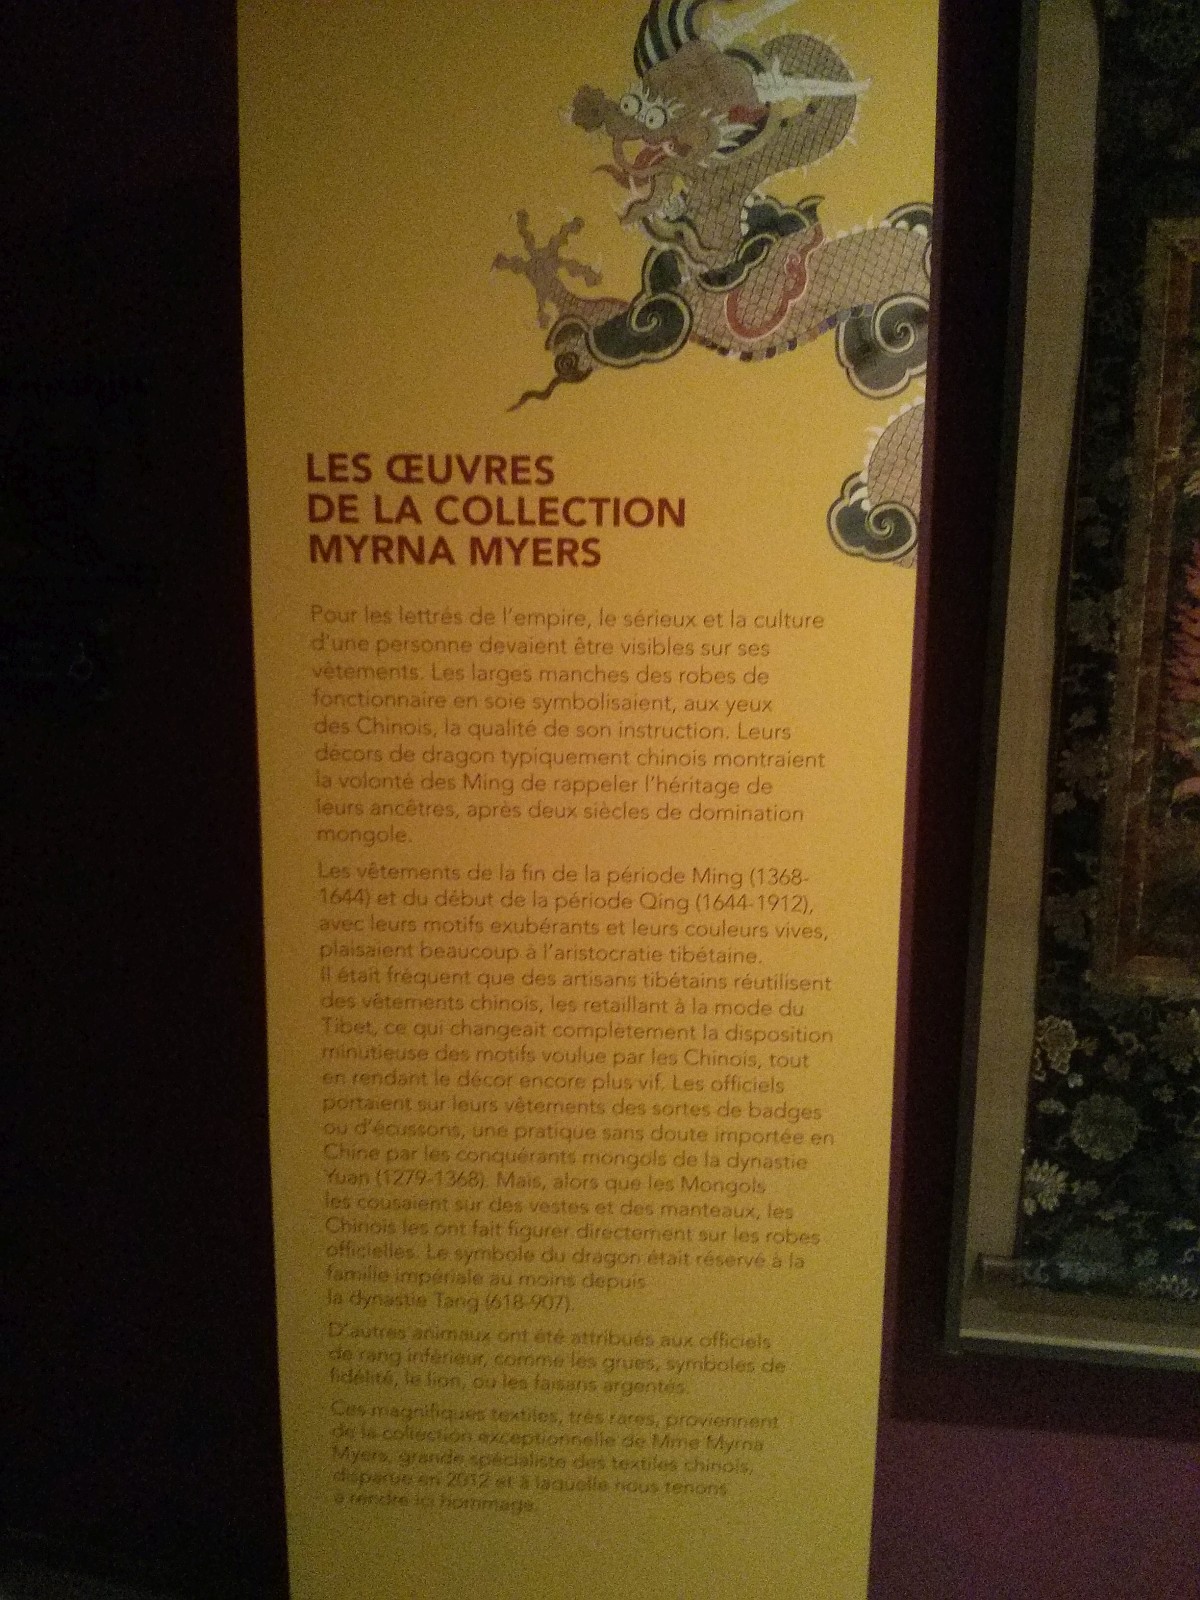 LES ŒUVRES
DE LA COLLECTION
MYRNA MYERS
Pour les lettrés de l'empire, le sérieux et la culture
d'une personne devaient être visibles sur ses
vêtements. Les larges manches des robes de
fonctionnaire en soie symbolisaient, aux yeux
des Chinois, la qualité de son instruction. Leurs
décors de dragon typiquement chinois montraient
la volonté des Ming de rappeler l'héritage de
leurs ancêtres, après deux siècles de domination
mongole.
Les vêtements de la fin de la période Ming (1368-
1644) et du début de la période Qing (1644-1912),
avec leurs motifs exubérants et leurs couleurs vives,
plaisaient beaucoup à l'aristocratie tibétaine.
Il était fréquent que des artisans tibétains réutilisent
des vêtements chinois, les retaillant à la mode du
Tibet, ce qui changeait complètement la disposition
minutieuse des motifs voulue par les Chinois, tout
en rendant le décor encore plus vif. Les officiels
portaient sur leurs vêtements des sortes de badges
ou d'écussons, une pratique sans doute importée en
Chine par les conquérants mongols de la dynastie
Yuan (1279-1368). Mais, alors que les Mongols
les cousaient sur des vestes et des manteaux, les
Chinois les ont fait figurer directement sur les robes
officielles. Le symbole du dragon était réservé à la
famille impériale au moins depuis
la dynastie Tang (618-907).
D'autres animaux ont été attribués aux officiels
de rang inférieur, comme les grues, symboles de
fidélité, le lion, ou les faisans argentés.
Ces magnifiques textiles, très rares, proviennent
de la collection exceptionnelle de Mme Myrna
Myers, grande spécialiste des textiles chinois,
disparue en 2012 et à laquelle nous tenons
à rendre ici hommage.